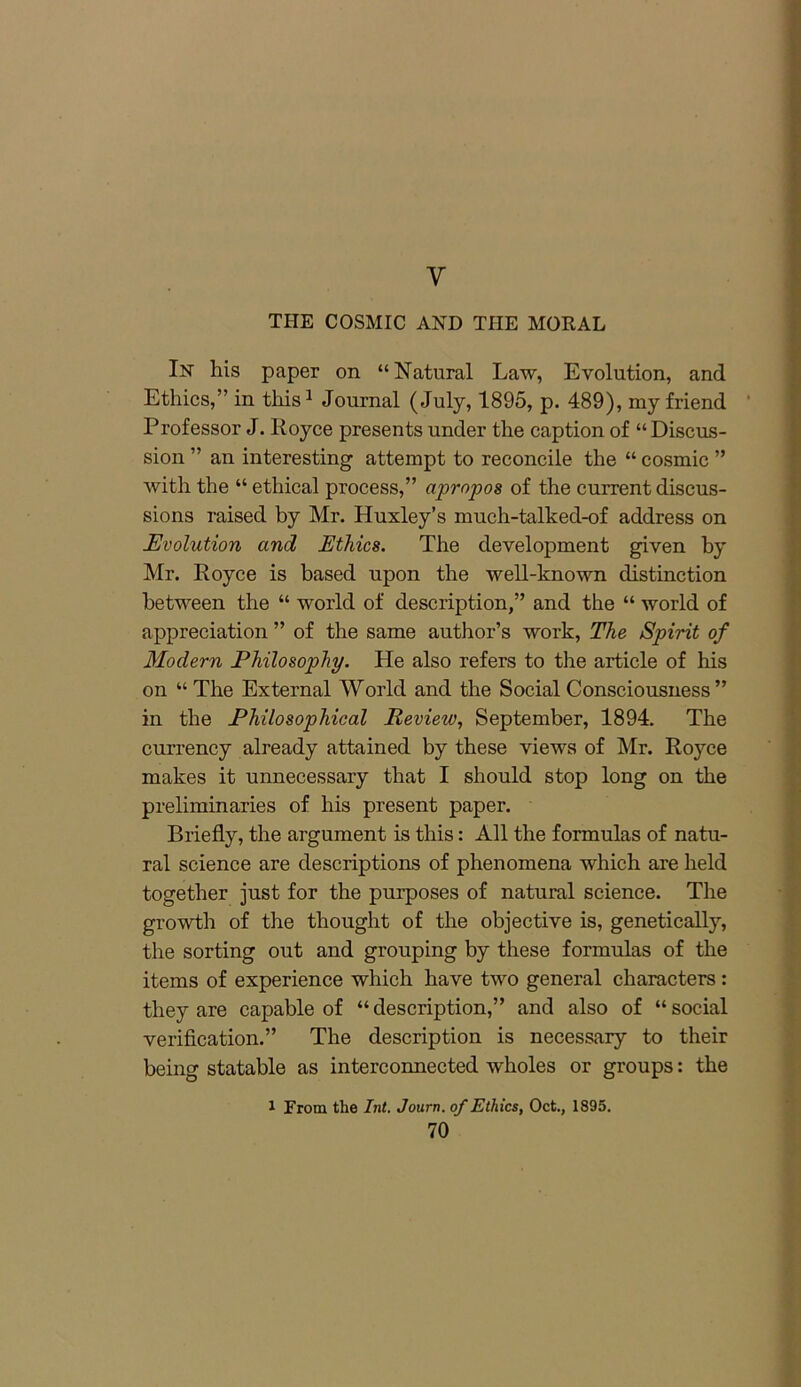 V
THE COSMIC AND THE MORAL
In his paper on “Natural Law, Evolution, and
Ethics,” in this¹ Journal (July, 1895, p. 489), my friend
Professor J. Royce presents under the caption of “Discus-
sion” an interesting attempt to reconcile the “cosmic”
with the “ethical process,” apropos of the current discus-
sions raised by Mr. Huxley’s much-talked-of address on
Evolution and Ethics. The development given by
Mr. Royce is based upon the well-known distinction
between the “world of description,” and the “world of
appreciation” of the same author’s work, The Spirit of
Modern Philosophy. He also refers to the article of his
on “The External World and the Social Consciousness”
in the Philosophical Review, September, 1894. The
currency already attained by these views of Mr. Royce
makes it unnecessary that I should stop long on the
preliminaries of his present paper.
Briefly, the argument is this: All the formulas of natu-
ral science are descriptions of phenomena which are held
together just for the purposes of natural science. The
growth of the thought of the objective is, genetically,
the sorting out and grouping by these formulas of the
items of experience which have two general characters:
they are capable of “description,” and also of “social
verification.” The description is necessary to their
being statable as interconnected wholes or groups: the
1 From the Int. Journ. of Ethics, Oct., 1895.
70